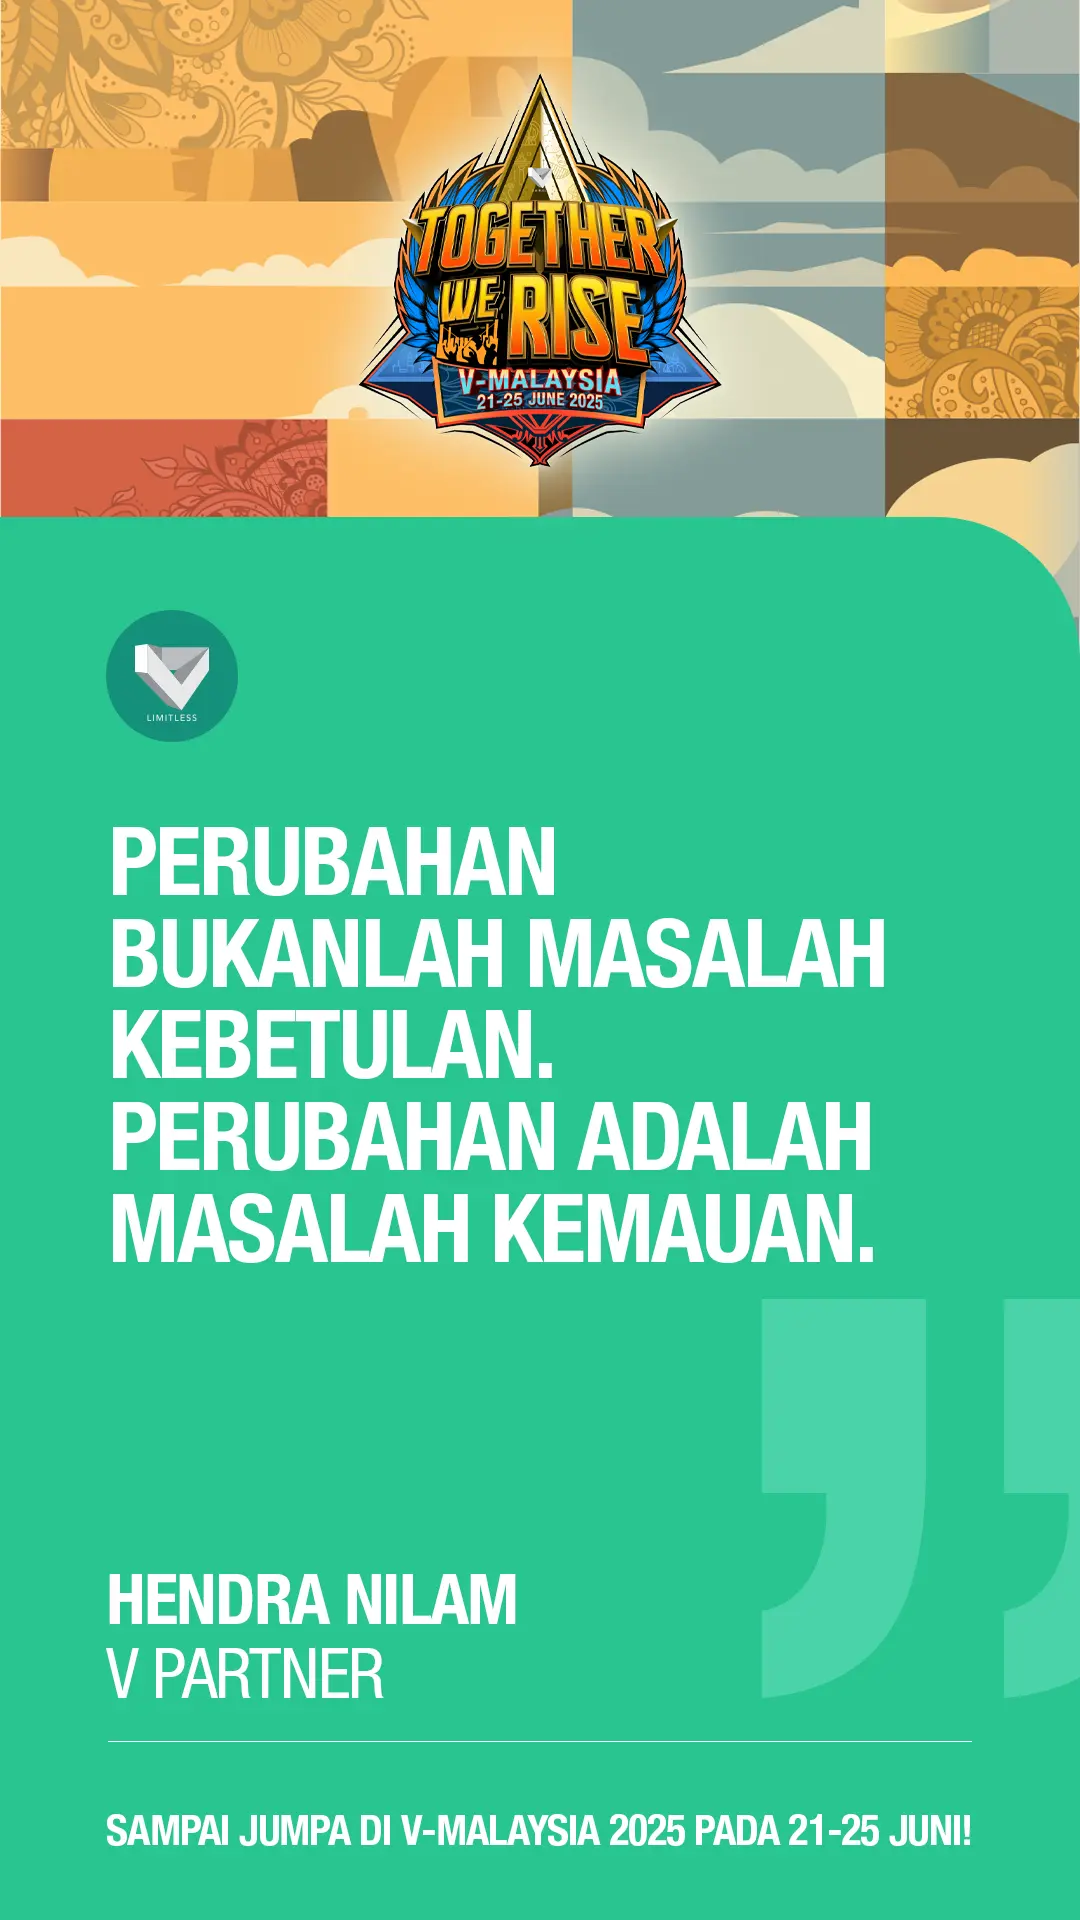 TOGETHER
WE RISE
V-MALAYSIA
21-25 JUNE 2025
LIMITLESS
PERUBAHAN
BUKANLAH MASALAH
KEBETULAN.
PERUBAHAN ADALAH
MASALAH KEMAUAN.
HENDRA NILAM
V PARTNER
SAMPAI JUMPA DI V-MALAYSIA 2025 PADA 21-25 JUNI!